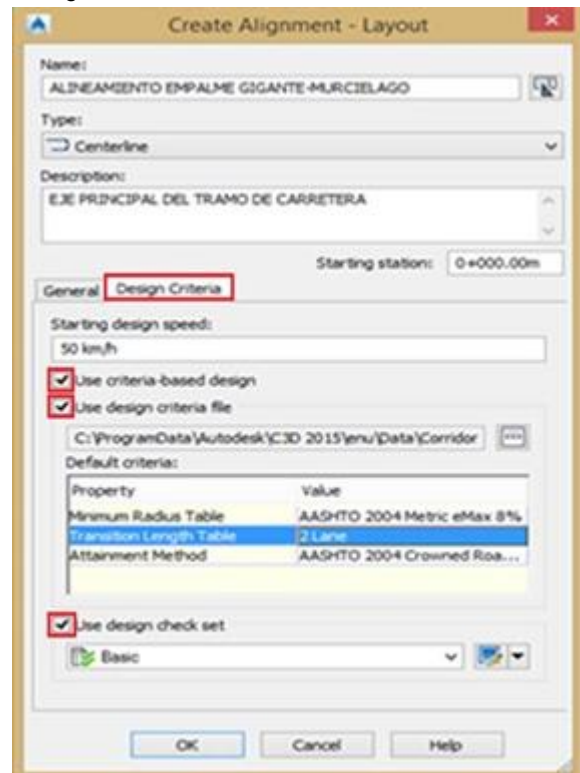 Create Alignment - Layout
Name:
ALINEAMIENTO EMPALME GIGANTE-MURCIELAGO
Type:
Centerline
Description:
EJE PRINCIPAL DEL TRAMO DE CARRETERA
Starting station: 0+000.00m
General Design Criteria
Starting design speed:
50 km/h
Use criteria-based design
Use design criteria file
C:\ProgramData\Autodesk\C3D 2015\enu\Data\Corridor
Default criteria:
Property Value
Minimum Radius Table AASHTO 2004 Metric eMax 8%
Transition Length Table 2 Lane
Attainment Method AASHTO 2004 Crowned Roa...
Use design check set
Basic
OK Cancel Help